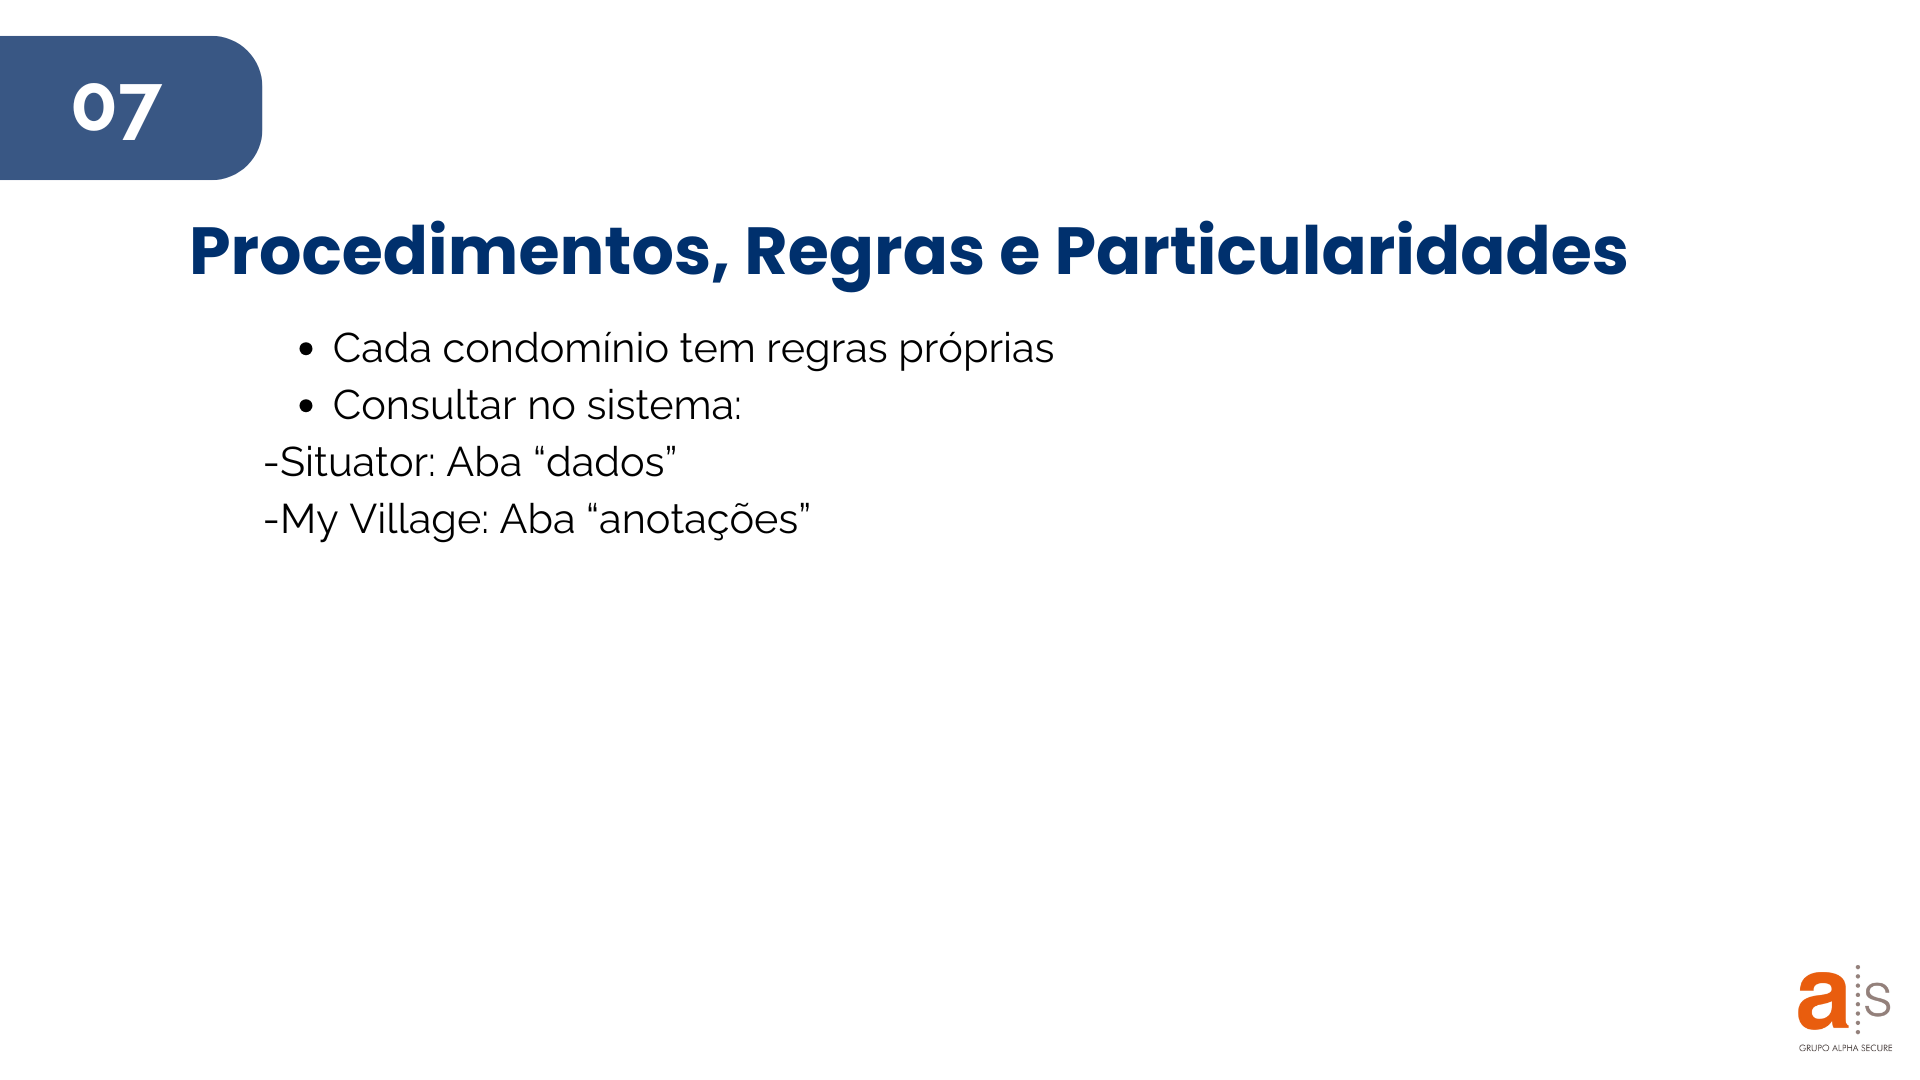 07
Procedimentos, Regras e Particularidades
• Cada condomínio tem regras próprias
• Consultar no sistema:
-Situator: Aba “dados”
-My Village: Aba “anotações”
a s
GRUPO ALPHA SECURE